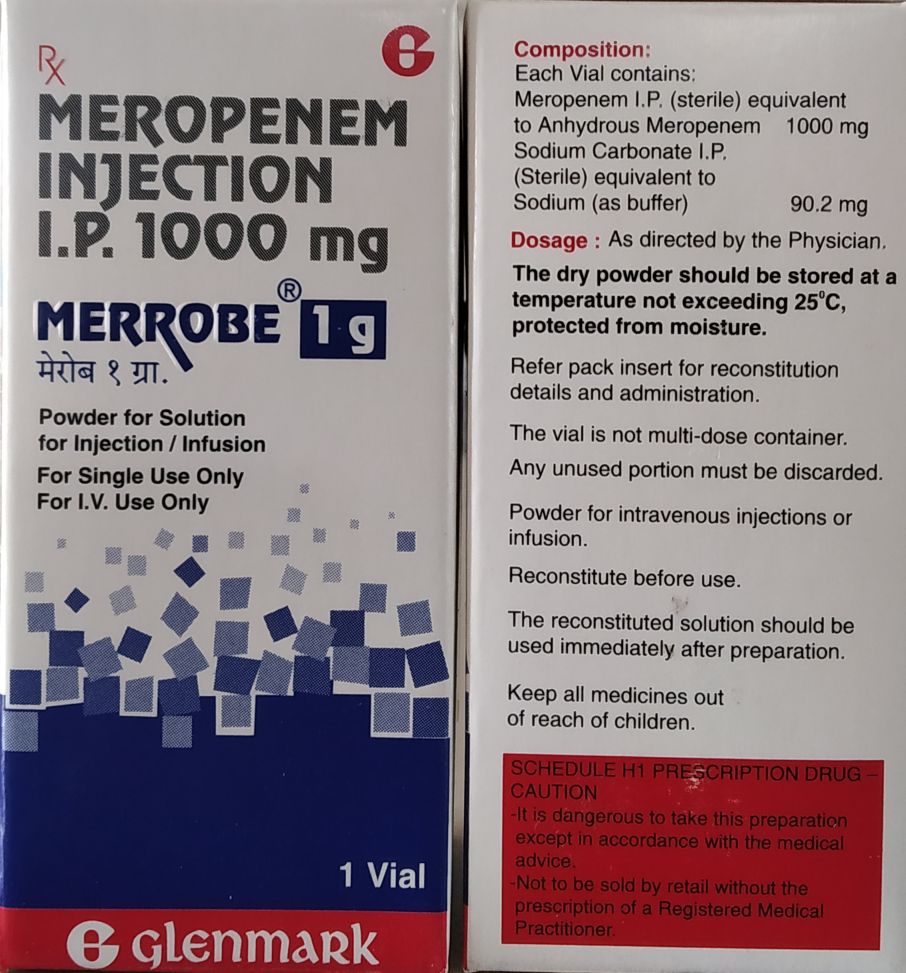 Rx
MEROPENEM
INJECTION
I.P. 1000 mg
MERROBE® 1 g
मेरोब १ ग्रा.
Powder for Solution
for Injection / Infusion
For Single Use Only
For I.V. Use Only
1 Vial
G GLENMARK
Composition:
Each Vial contains:
Meropenem I.P. (sterile) equivalent
to Anhydrous Meropenem 1000 mg
Sodium Carbonate I.P.
(Sterile) equivalent to
Sodium (as buffer) 90.2 mg
Dosage : As directed by the Physician.
The dry powder should be stored at a
temperature not exceeding 25⁰C,
protected from moisture.
Refer pack insert for reconstitution
details and administration.
The vial is not multi-dose container.
Any unused portion must be discarded.
Powder for intravenous injections or
infusion.
Reconstitute before use.
The reconstituted solution should be
used immediately after preparation.
Keep all medicines out
of reach of children.
SCHEDULE H1 PRESCRIPTION DRUG –
CAUTION
-It is dangerous to take this preparation
except in accordance with the medical
advice.
-Not to be sold by retail without the
prescription of a Registered Medical
Practitioner.